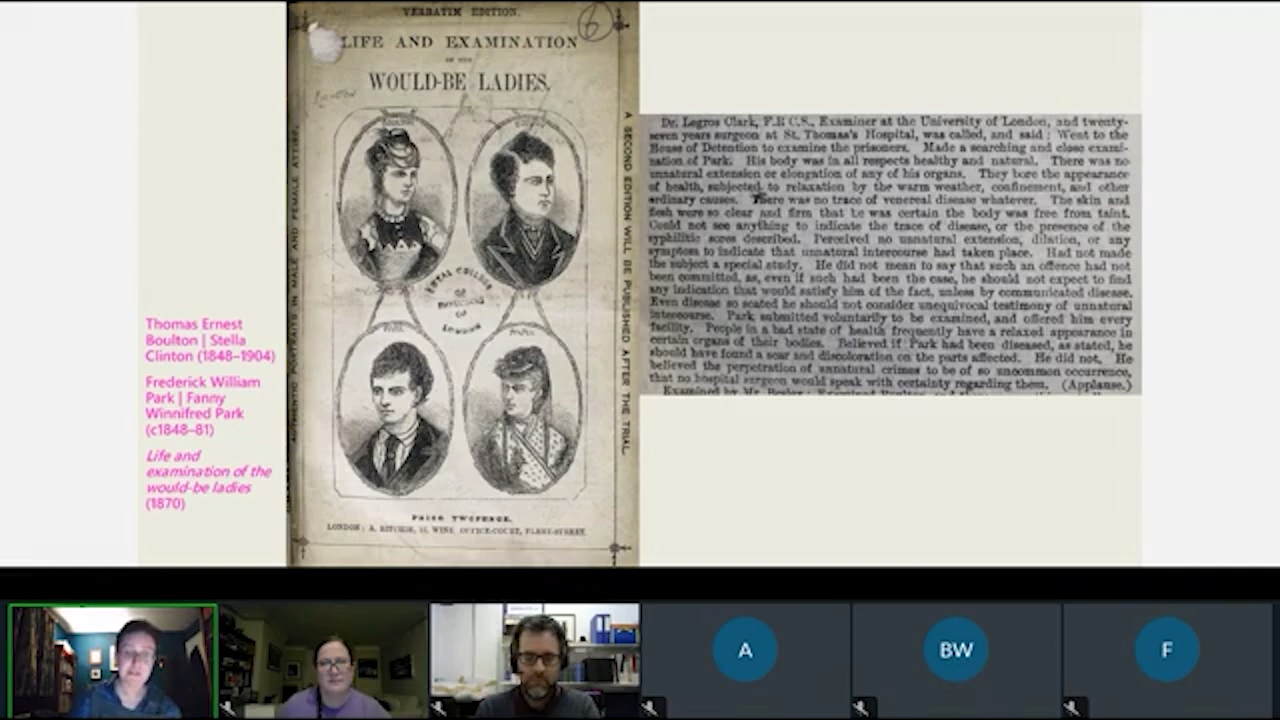 Thomas Ernest
Boulton | Stella
Clinton (1848–1904)
Frederick William
Park | Fanny
Winnifred Park
(c1848–81)
Life and
examination of the
would-be ladies
(1870)
VERBATIM EDITION.
6
LIFE AND EXAMINATION
OF THE
WOULD-BE LADIES.
BOULTON
PARK
ROYAL COLLEGE
OF
PHYSICIANS
OF
LONDON
AUTHENTIC PORTRAITS IN MALE AND FEMALE ATTIRE.
A SECOND EDITION WILL BE PUBLISHED AFTER THE TRIAL.
PRICE TWOPENCE.
LONDON: A. RITCHIE, WINE OFFICE-COURT, FLEET-STREET.
Dr. Legros Clark, F.R.C.S., Examiner at the University of London, and twenty-
seven years surgeon at St. Thomas's Hospital, was called, and said: Went to the
House of Detention to examine the prisoners. Made a searching and close exami-
nation of Park. His body was in all respects healthy and natural. There was no
unnatural extension or elongation of any of his organs. They bore the appearance
of health, subjected to relaxation by the warm weather, confinement, and other
ordinary causes. There was no trace of venereal disease whatever. The skin and
flesh were so clear and firm that he was certain the body was free from taint.
Could not see anything to indicate the trace of disease, or the presence of the
syphilitic sores described. Perceived no unnatural extension, dilation, or any
symptom to indicate that unnatural intercourse had taken place. Had not made
the subject a special study. He did not mean to say that such an offence had not
been committed, as, even if such had been the case, he should not expect to find
any indication that would satisfy him of the fact, unless by communicated disease.
Even disease so seated he should not consider unequivocal testimony of unnatural
intercourse. Park submitted voluntarily to be examined, and offered him every
facility. People in a bad state of health frequently have a relaxed appearance in
certain organs of their bodies. Believed if Park had been diseased, as stated, he
should have found a scar and discoloration on the parts affected. He did not. He
believed the perpetration of unnatural crimes to be of so uncommon occurrence,
that no hospital surgeon would speak with certainty regarding them. (Applause.)
A
BW
F